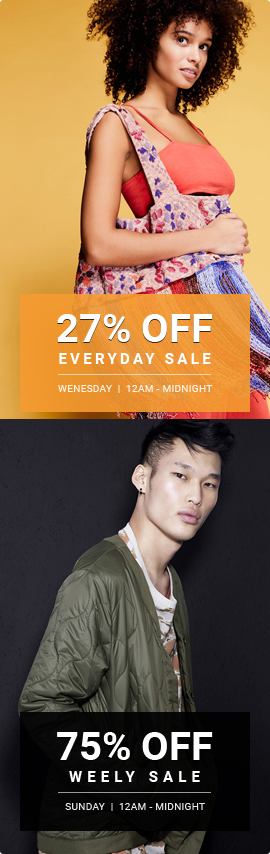 27% OFF
EVERYDAY SALE
WENESDAY | 12AM - MIDNIGHT
75% OFF
WEELY SALE
SUNDAY | 12AM - MIDNIGHT